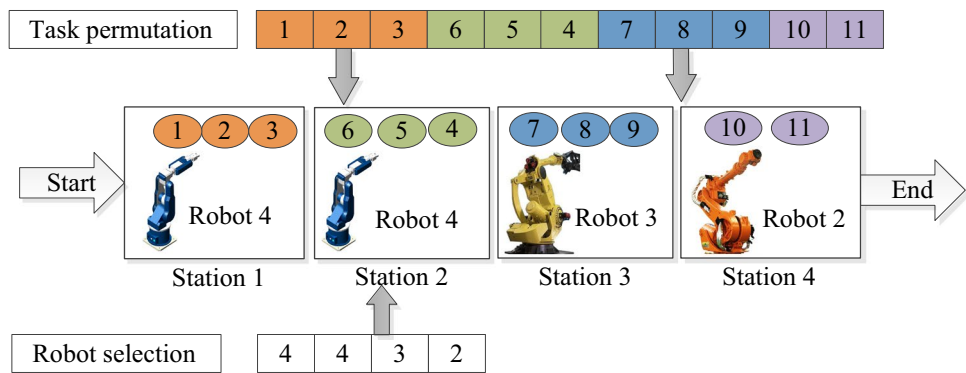 Task permutation 1 2 3 6 5 4 7 8 9 10 11
1 2 3 6 5 4 7 8 9 10 11
Start Robot 4 Robot 4 Robot 3 Robot 2 End
Station 1 Station 2 Station 3 Station 4
Robot selection 4 4 3 2